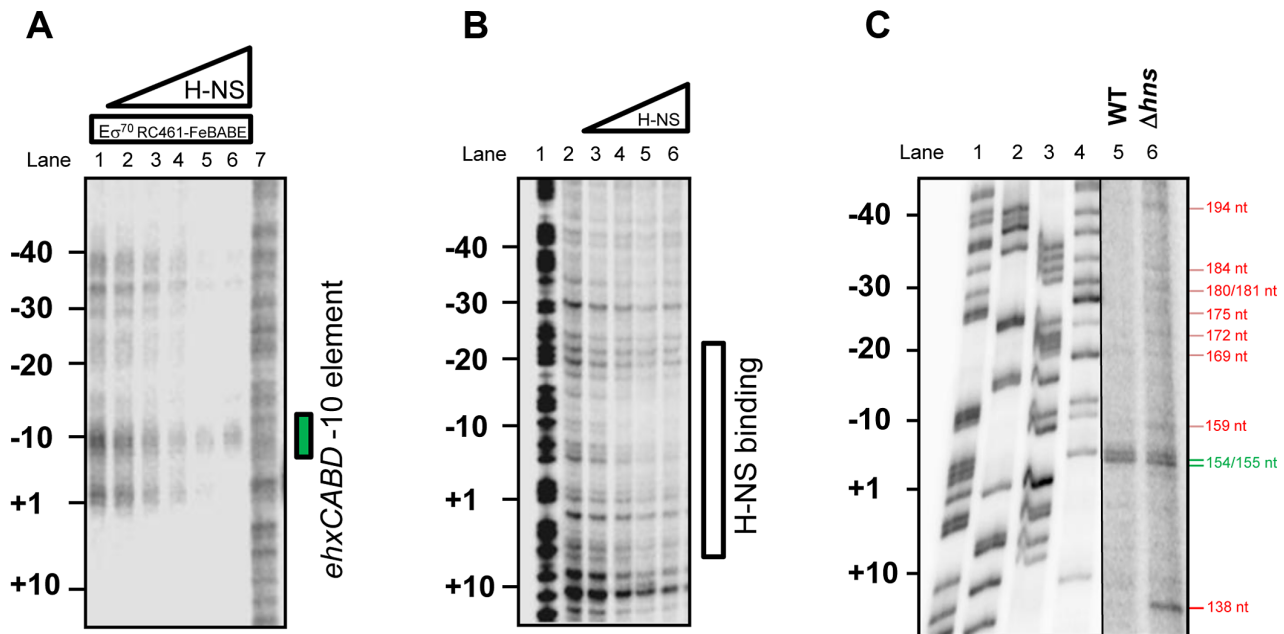 A
H-NS
Eσ70 RC461-FeBABE
Lane 1 2 3 4 5 6 7
-40
-30
-20
-10
+1
+10
ehxCABD -10 element
B
H-NS
Lane 1 2 3 4 5 6
-40
-30
-20
-10
+1
+10
H-NS binding
C
WT
Δhns
Lane 1 2 3 4 5 6
-40
-30
-20
-10
+1
+10
194 nt
184 nt
180/181 nt
175 nt
172 nt
169 nt
159 nt
154/155 nt
138 nt